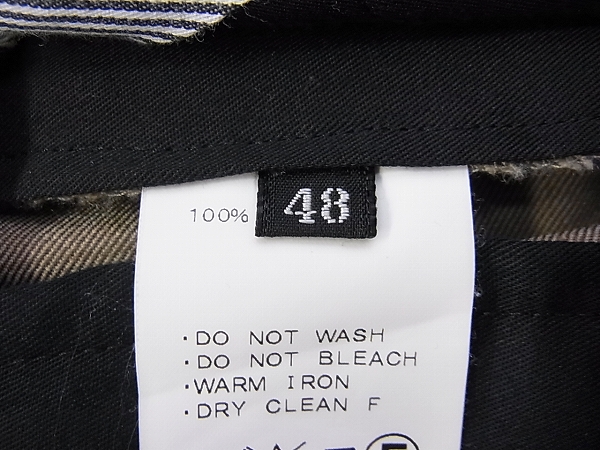 100% 48
·DO NOT WASH
·DO NOT BLEACH
·WARM IRON
·DRY CLEAN F